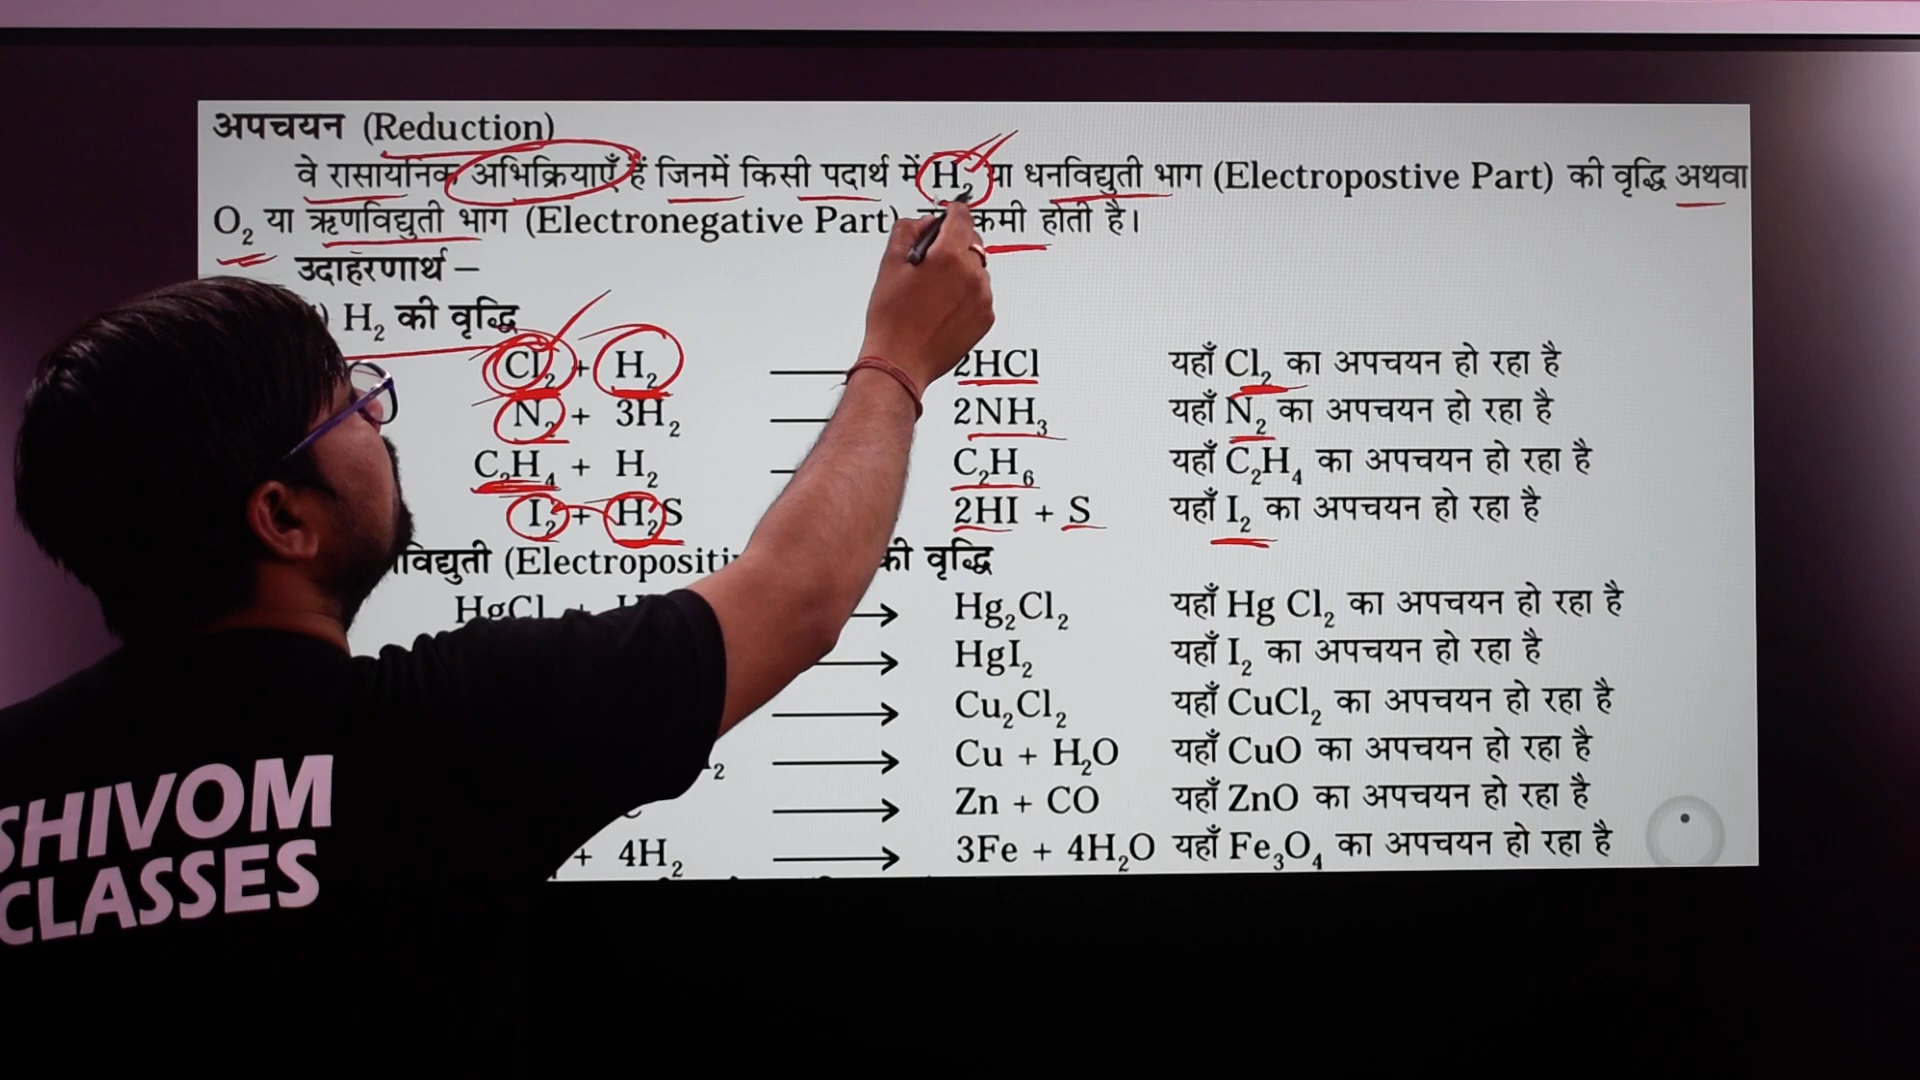 अपचयन (Reduction)
वे रासायनिक अभिक्रियाएँ हैं जिनमें किसी पदार्थ में H₂ या धनविद्युती भाग (Electropostive Part) की वृद्धि अथवा
O₂ या ऋणविद्युती भाग (Electronegative Part) कमी होती है।
उदाहरणार्थ –
) H₂ की वृद्धि
Cl₂ + H₂ 2HCl यहाँ Cl₂ का अपचयन हो रहा है
N₂ + 3H₂ 2NH₃ यहाँ N₂ का अपचयन हो रहा है
C₂H₄ + H₂ C₂H₆ यहाँ C₂H₄ का अपचयन हो रहा है
I₂ + H₂S 2HI + S यहाँ I₂ का अपचयन हो रहा है
(Electropositi की वृद्धि
HgCl + → Hg₂Cl₂ यहाँ Hg Cl₂ का अपचयन हो रहा है
→ HgI₂ यहाँ I₂ का अपचयन हो रहा है
→ Cu₂Cl₂ यहाँ CuCl₂ का अपचयन हो रहा है
→ Cu + H₂O यहाँ CuO का अपचयन हो रहा है
→ Zn + CO यहाँ ZnO का अपचयन हो रहा है
+ 4H₂ → 3Fe + 4H₂O यहाँ Fe₃O₄ का अपचयन हो रहा है
SHIVOM
CLASSES